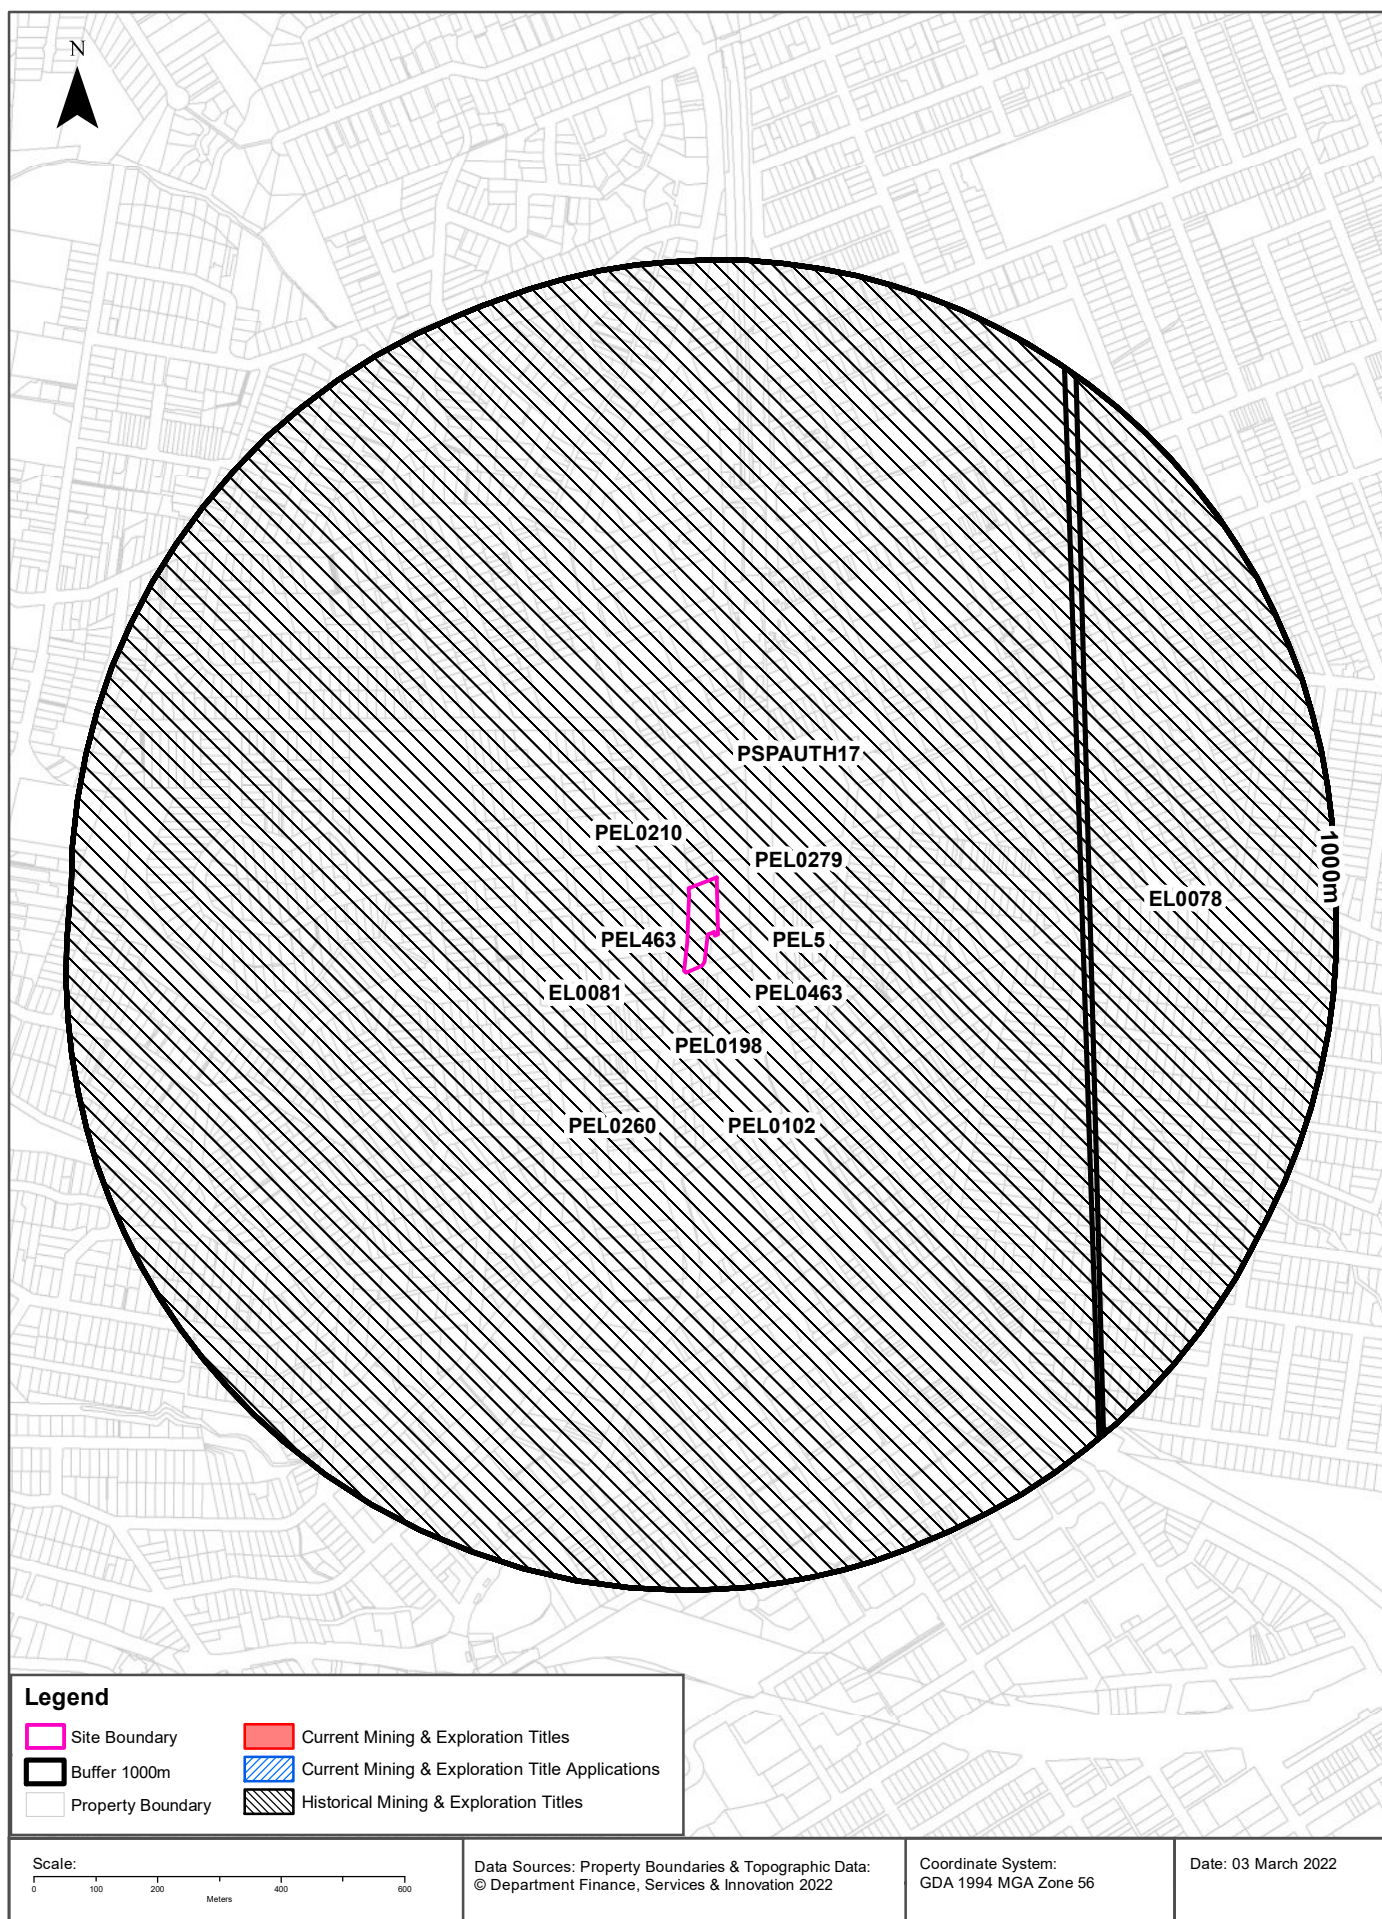 N
PSPAUTH17
PEL0210
PEL0279
EL0078
1000m
PEL463
PEL5
EL0081
PEL0463
PEL0198
PEL0260
PEL0102
Legend
Site Boundary
Buffer 1000m
Property Boundary
Current Mining & Exploration Titles
Current Mining & Exploration Title Applications
Historical Mining & Exploration Titles
Scale:
0 100 200 400 600
Meters
Data Sources: Property Boundaries & Topographic Data:
© Department Finance, Services & Innovation 2022
Coordinate System:
GDA 1994 MGA Zone 56
Date: 03 March 2022